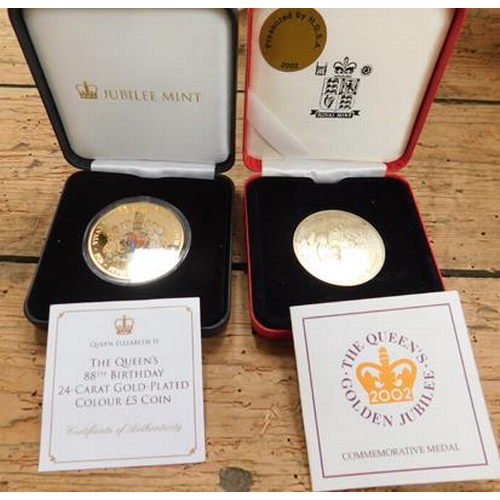 JUBILEE MINT
Presented by H.Q.S.A
2002
ROYAL MINT
QUEEN ELIZABETH II
THE QUEEN'S
88TH BIRTHDAY
24-CARAT GOLD-PLATED
COLOUR £5 COIN
Certificate of Authenticity
· THE QUEEN'S ·
GOLDEN JUBILEE
2002
COMMEMORATIVE MEDAL